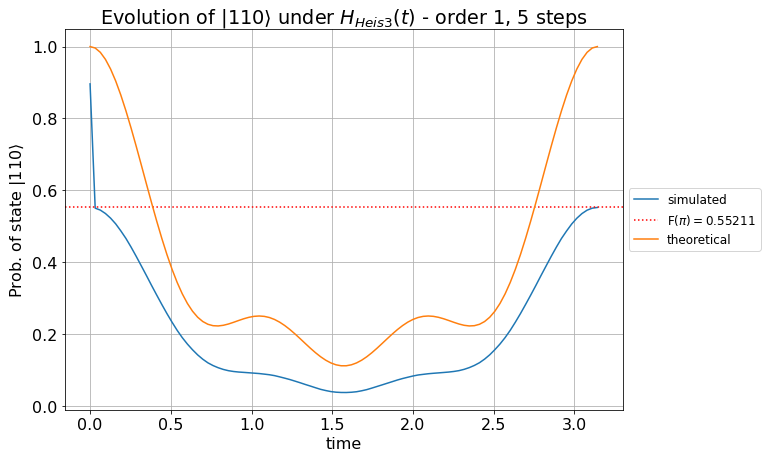 Evolution of |110⟩ under H_{Heis3}(t) - order 1, 5 steps
Prob. of state |110⟩
1.0
0.8
0.6
0.4
0.2
0.0
0.0 0.5 1.0 1.5 2.0 2.5 3.0
time
simulated
F(π) = 0.55211
theoretical